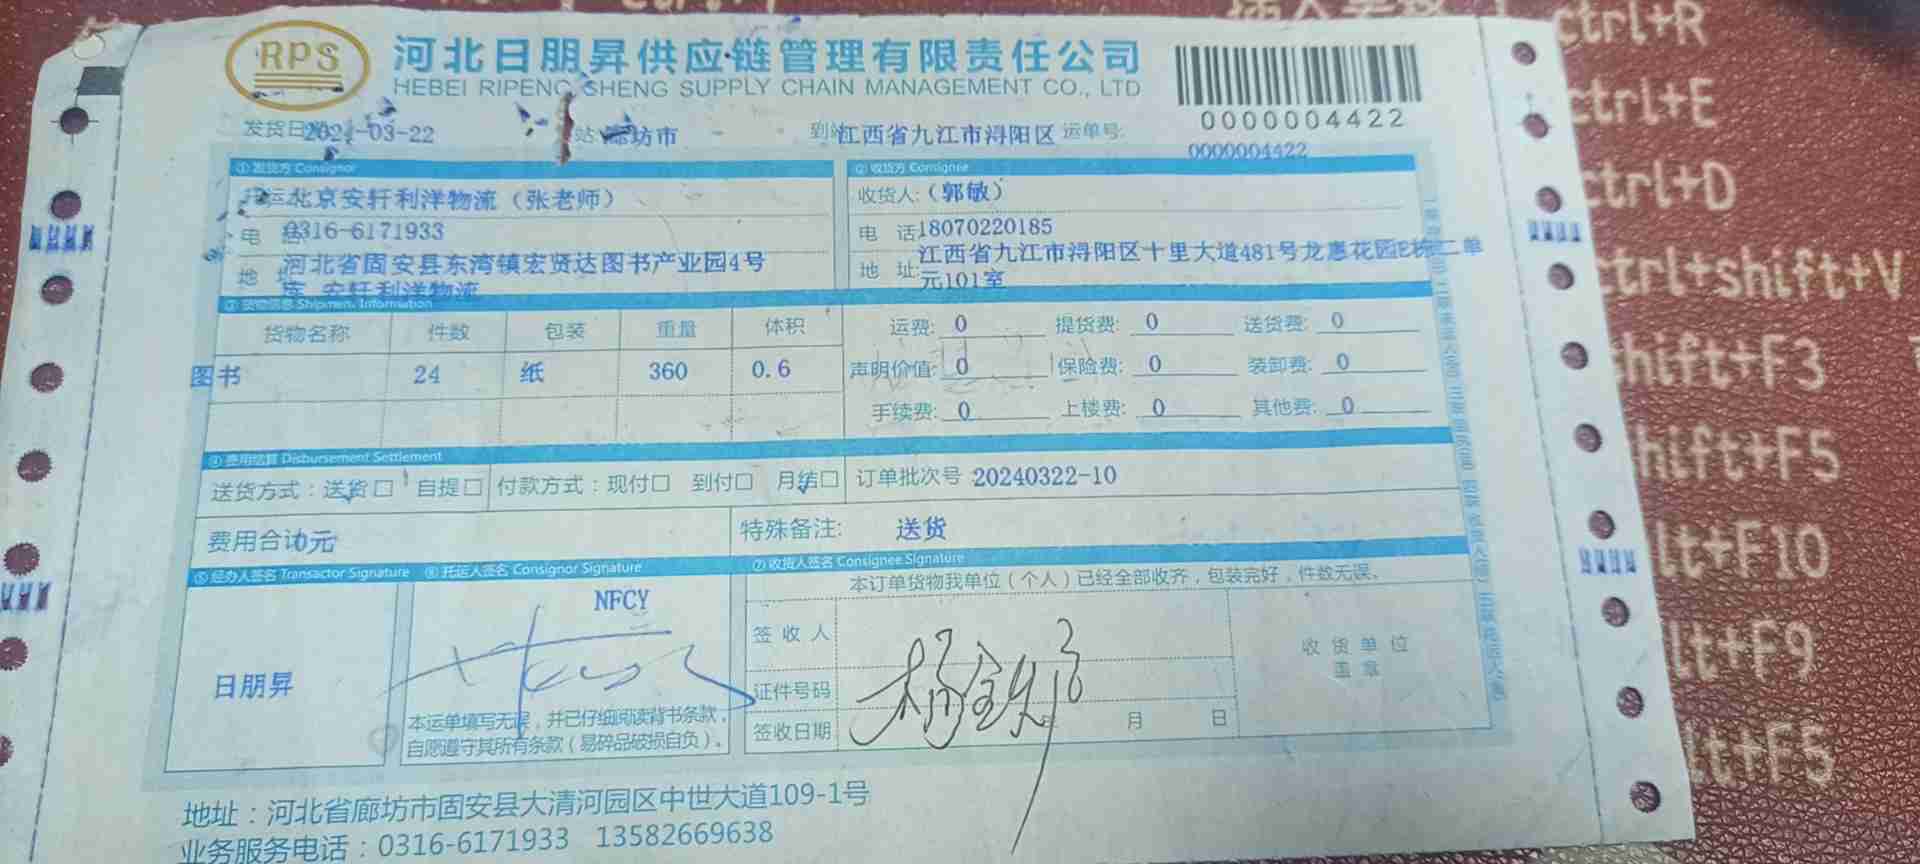 RPS
河北日朋昇供应链管理有限责任公司
HEBEI RIPENG SHENG SUPPLY CHAIN MANAGEMENT CO., LTD
0000004422
发货日期 2024-03-22 站 廊坊市 到站 江西省九江市浔阳区 运单号: 0000004422
① 发货方 Consignor
② 收货方 Consignee
托运 北京安轩利洋物流（张老师）
收货人:（郭敏）
电 话 0316-6171933
电 话 18070220185
地 址 河北省固安县东湾镇宏贤达图书产业园4号
库 安轩利洋物流
地 址: 江西省九江市浔阳区十里大道481号龙惠花园E栋二单
元101室
③ 货物信息 Shipment Information
货物名称 件数 包装 重量 体积
运费: 0 提货费: 0 送货费: 0
图书 24 纸 360 0.6
声明价值: 0 保险费: 0 装卸费: 0
手续费: 0 上楼费: 0 其他费: 0
④ 费用结算 Disbursement Settlement
送货方式：送货□ 自提□ 付款方式：现付□ 到付□ 月结□ 订单批次号 20240322-10
费用合计 0元 特殊备注: 送货
⑤ 经办人签名 Transactor Signature ⑥ 托运人签名 Consignor Signature ⑦ 收货人签名 Consignee Signature
本订单货物我单位（个人）已经全部收齐，包装完好，件数无误。
NFCY
签收人
收货单位
盖章
日朋昇
证件号码
签收日期 年 月 日
本运单填写无误，并已仔细阅读背书条款，
自愿遵守其所有条款（易碎品破损自负）。
地址：河北省廊坊市固安县大清河园区中世大道109-1号
业务服务电话：0316-6171933 13582669638
ctrl+R
ctrl+E
ctrl+D
ctrl+shift+V
shift+F3
shift+F5
lt+F10
lt+F9
lt+F5